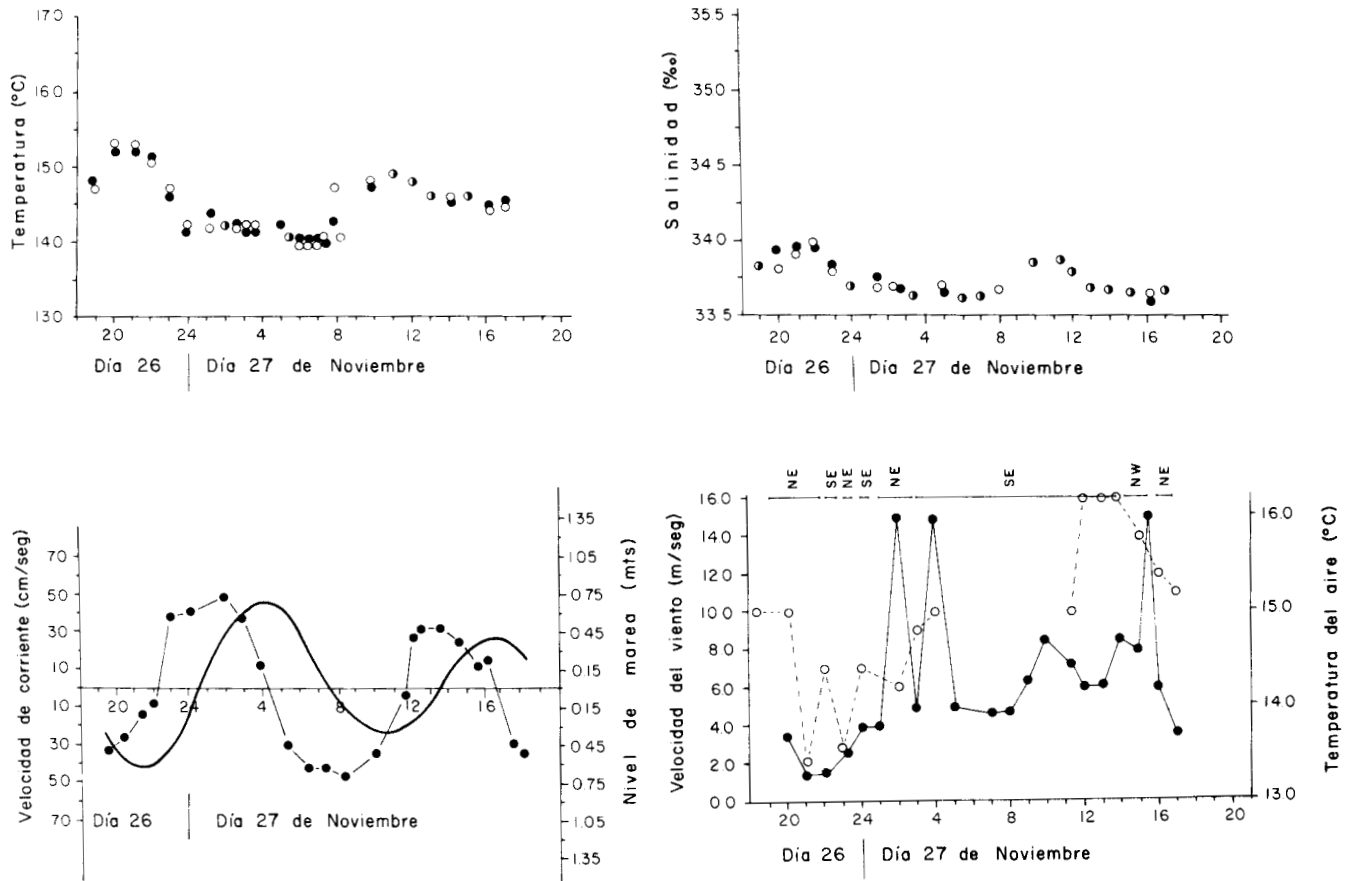 Temperatura (°C)
17.0
16.0
15.0
14.0
13.0
20 24 4 8 12 16 20
Día 26 Día 27 de Noviembre
Salinidad (‰)
35.5
35.0
34.5
34.0
33.5
20 24 4 8 12 16 20
Día 26 Día 27 de Noviembre
Velocidad de corriente (cm/seg)
70
50
30
10
10
30
50
70
20 24 4 8 12 16
Día 26 Día 27 de Noviembre
1.35
1.05
0.75
0.45
0.15
0.15
0.45
0.75
1.05
1.35
Nivel de marea (mts)
NE SE NE SE NE SE NW NE
Velocidad del viento (m/seg)
16.0
14.0
12.0
10.0
8.0
6.0
4.0
2.0
0.0
20 24 4 8 12 16 20
Día 26 Día 27 de Noviembre
16.0
15.0
14.0
13.0
Temperatura del aire (°C)